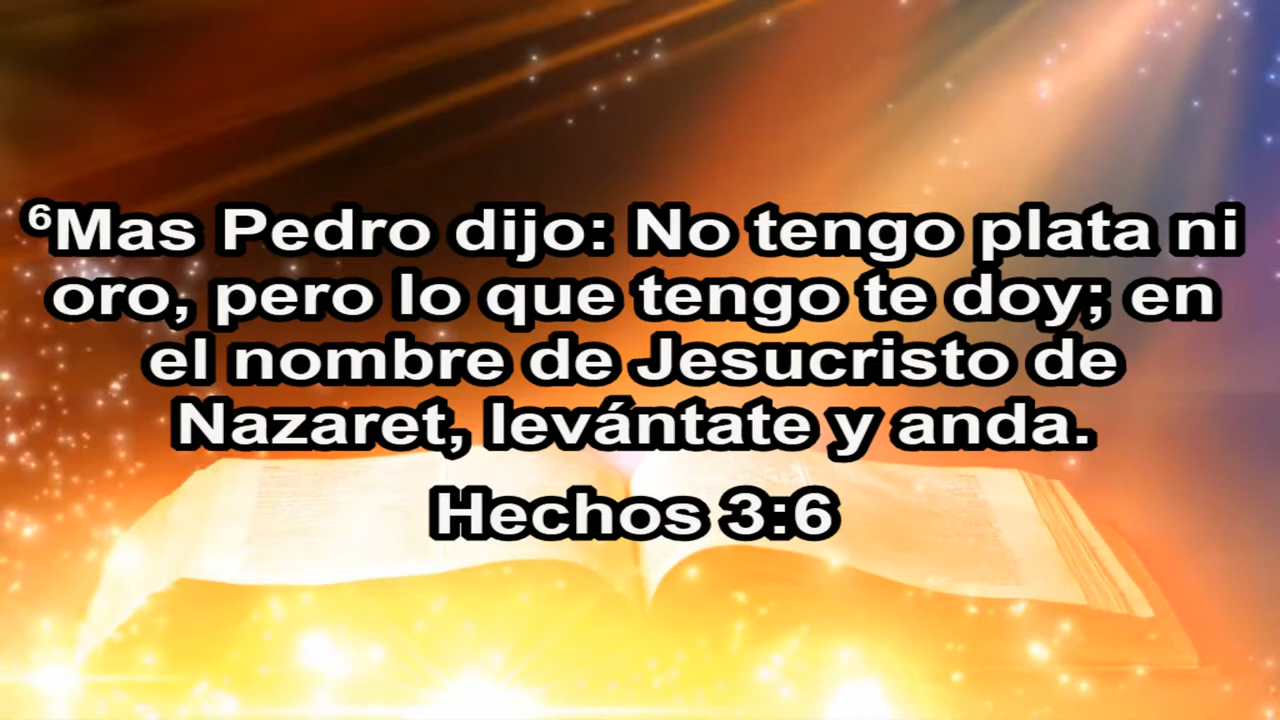 ⁶Mas Pedro dijo: No tengo plata ni
oro, pero lo que tengo te doy; en
el nombre de Jesucristo de
Nazaret, levántate y anda.
Hechos 3:6